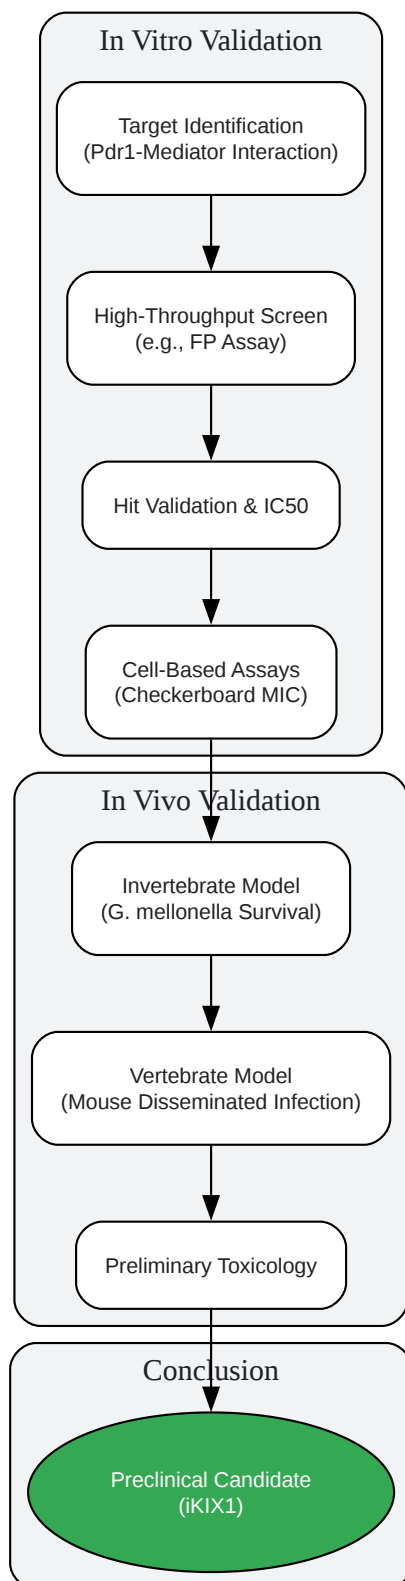 In Vitro Validation
Target Identification
(Pdr1-Mediator Interaction)
High-Throughput Screen
(e.g., FP Assay)
Hit Validation & IC50
Cell-Based Assays
(Checkerboard MIC)
In Vivo Validation
Invertebrate Model
(G. mellonella Survival)
Vertebrate Model
(Mouse Disseminated Infection)
Preliminary Toxicology
Conclusion
Preclinical Candidate
(iKIX1)